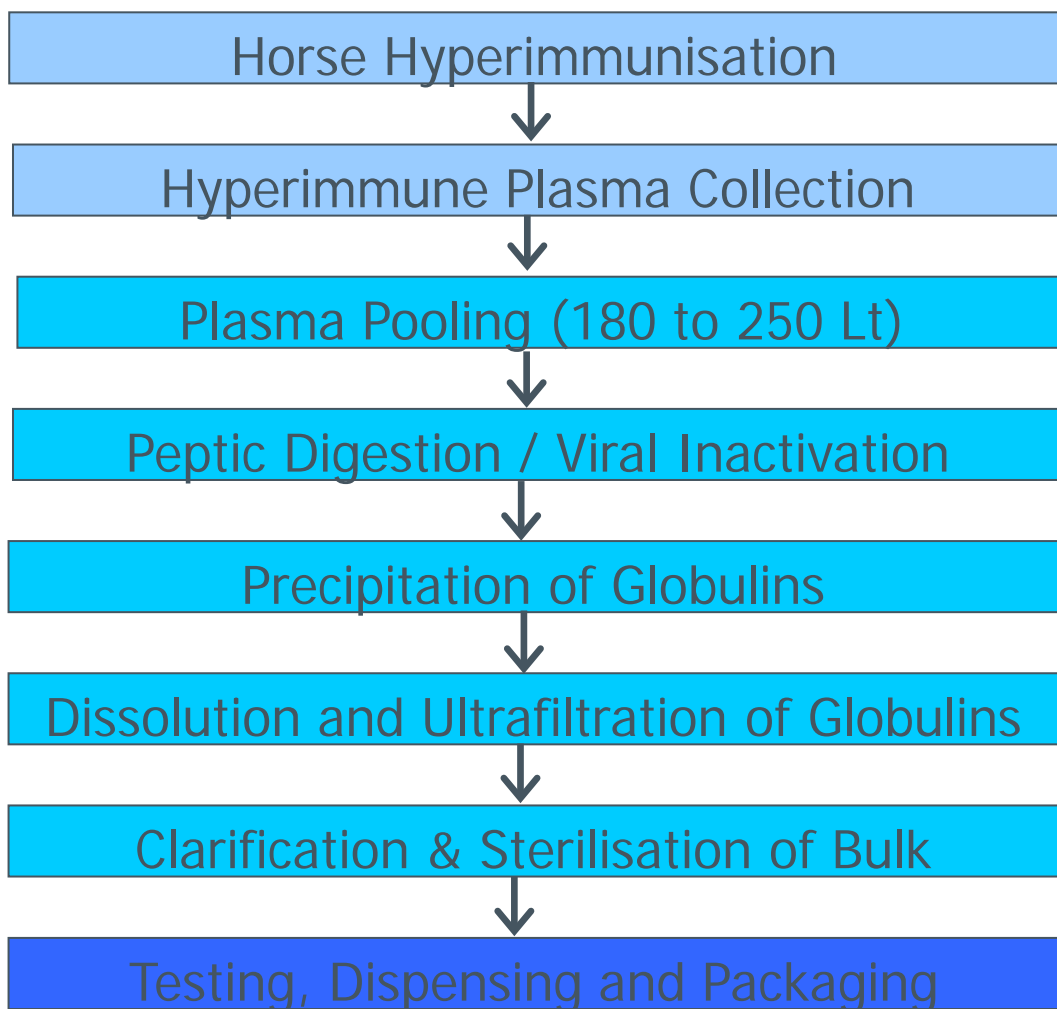 Horse Hyperimmunisation
Hyperimmune Plasma Collection
Plasma Pooling (180 to 250 Lt)
Peptic Digestion / Viral Inactivation
Precipitation of Globulins
Dissolution and Ultrafiltration of Globulins
Clarification & Sterilisation of Bulk
Testing, Dispensing and Packaging